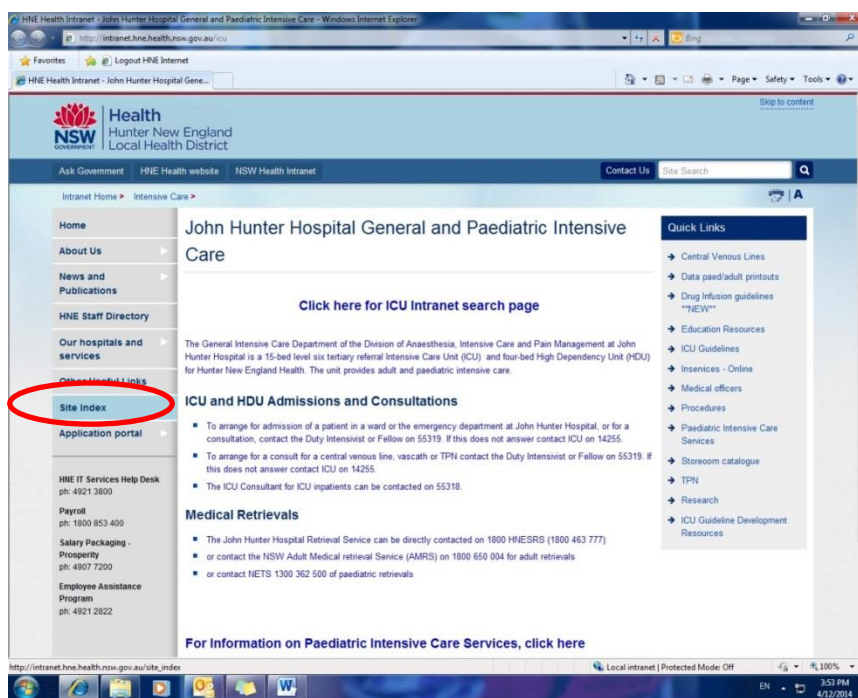 HNE Health Intranet - John Hunter Hospital General and Paediatric Intensive Care - Windows Internet Explorer
http://intranet.hne.health.nsw.gov.au/icu
Bing
Favorites Logout HNE Internet
HNE Health Intranet - John Hunter Hospital Gene...
Page Safety Tools
Skip to content
NSW
GOVERNMENT
Health
Hunter New England
Local Health District
Ask Government HNE Health website NSW Health Intranet Contact Us Site Search
Intranet Home > Intensive Care > A
Home
About Us
News and
Publications
HNE Staff Directory
Our hospitals and
services
Other Useful Links
Site Index
Application portal
HNE IT Services Help Desk
ph: 4921 3800
Payroll
ph: 1800 853 400
Salary Packaging -
Prosperity
ph: 4907 7200
Employee Assistance
Program
ph: 4921 2822
John Hunter Hospital General and Paediatric Intensive
Care
Click here for ICU Intranet search page
The General Intensive Care Department of the Division of Anaesthesia, Intensive Care and Pain Management at John
Hunter Hospital is a 15-bed level six tertiary referral Intensive Care Unit (ICU) and four-bed High Dependency Unit (HDU)
for Hunter New England Health. The unit provides adult and paediatric intensive care.
ICU and HDU Admissions and Consultations
To arrange for admission of a patient in a ward or the emergency department at John Hunter Hospital, or for a
consultation, contact the Duty Intensivist or Fellow on 55319. If this does not answer contact ICU on 14255.
To arrange for a consult for a central venous line, vascath or TPN contact the Duty Intensivist or Fellow on 55319. If
this does not answer contact ICU on 14255.
The ICU Consultant for ICU inpatients can be contacted on 55318.
Medical Retrievals
The John Hunter Hospital Retrieval Service can be directly contacted on 1800 HNESRS (1800 463 777)
or contact the NSW Adult Medical retrieval Service (AMRS) on 1800 650 004 for adult retrievals
or contact NETS 1300 362 500 of paediatric retrievals
For Information on Paediatric Intensive Care Services, click here
Quick Links
Central Venous Lines
Data paed/adult printouts
Drug Infusion guidelines
**NEW**
Education Resources
ICU Guidelines
Inservices - Online
Medical officers
Procedures
Paediatric Intensive Care
Services
Storeoom catalogue
TPN
Research
ICU Guideline Development
Resources
http://intranet.hne.health.nsw.gov.au/site_index Local intranet | Protected Mode: Off 100%
EN 3:53 PM
4/12/2014